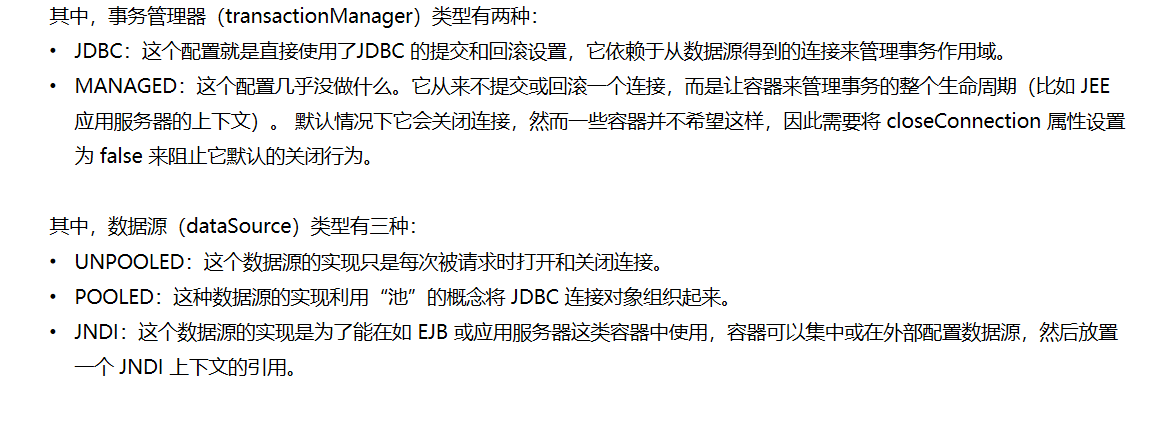 其中，事务管理器（transactionManager）类型有两种：
• JDBC：这个配置就是直接使用了JDBC 的提交和回滚设置，它依赖于从数据源得到的连接来管理事务作用域。
• MANAGED：这个配置几乎没做什么。它从来不提交或回滚一个连接，而是让容器来管理事务的整个生命周期（比如 JEE
应用服务器的上下文）。 默认情况下它会关闭连接，然而一些容器并不希望这样，因此需要将 closeConnection 属性设置
为 false 来阻止它默认的关闭行为。
其中，数据源（dataSource）类型有三种：
• UNPOOLED：这个数据源的实现只是每次被请求时打开和关闭连接。
• POOLED：这种数据源的实现利用“池”的概念将 JDBC 连接对象组织起来。
• JNDI：这个数据源的实现是为了能在如 EJB 或应用服务器这类容器中使用，容器可以集中或在外部配置数据源，然后放置
一个 JNDI 上下文的引用。